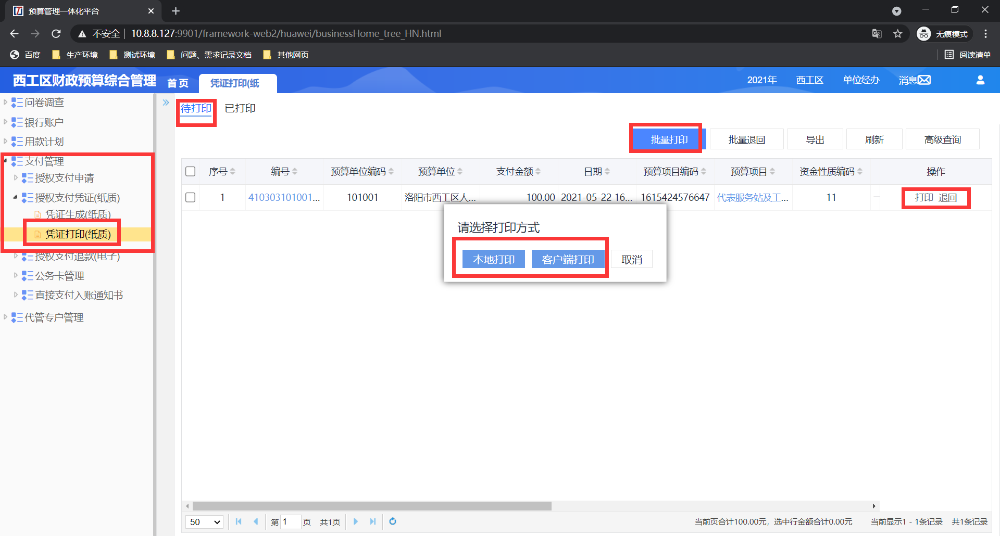 预算管理一体化平台
不安全 | 10.8.8.127:9901/framework-web2/huawei/businessHome_tree_HN.html
无痕模式
百度 生产环境 测试环境 问题、需求记录文档 其他网页 阅读清单
西工区财政预算综合管理 首页 凭证打印(纸 2021年 西工区 单位经办 消息
问卷调查
银行账户
用款计划
支付管理
授权支付申请
授权支付凭证(纸质)
凭证生成(纸质)
凭证打印(纸质)
授权支付退款(电子)
公务卡管理
直接支付入账通知书
代管专户管理
待打印 已打印
批量打印 批量退回 导出 刷新 高级查询
序号 编号 预算单位编码 预算单位 支付金额 日期 预算项目编码 预算项目 资金性质编码 操作
1 410303101001... 101001 洛阳市西工区人... 100.00 2021-05-22 16... 1615424576647 代表服务站及工... 11 一 打印 退回
请选择打印方式
本地打印 客户端打印 取消
50 第 1 页 共1页 当前页合计100.00元，选中行金额合计0.00元 当前显示1 - 1条记录 共1条记录